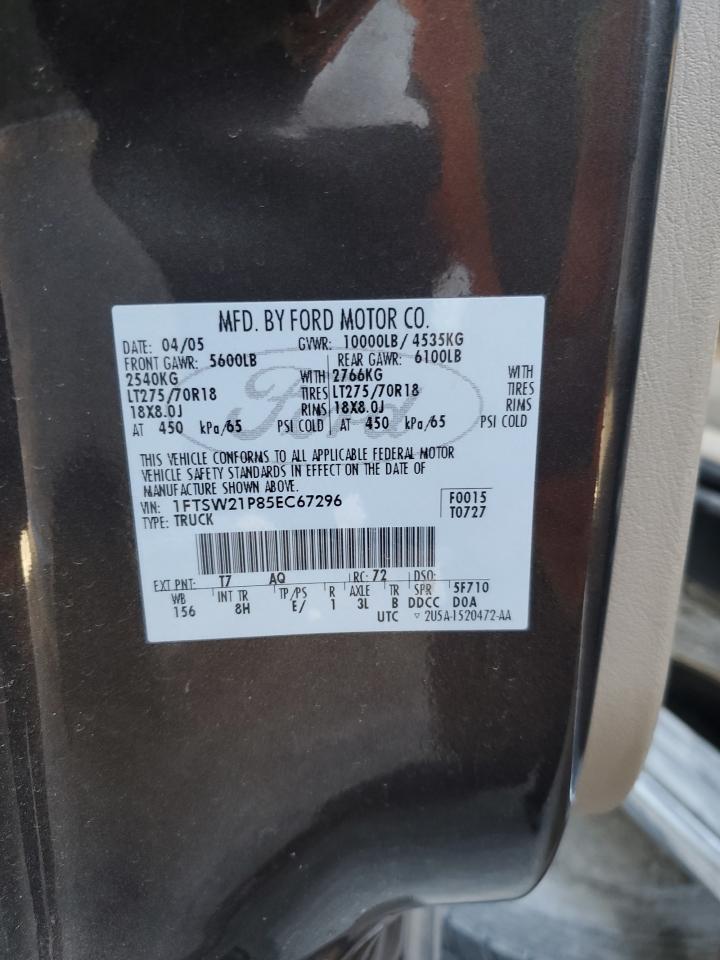 MFD. BY FORD MOTOR CO.
DATE: 04/05 GVWR: 10000LB/ 4535KG
FRONT GAWR: 5600LB REAR GAWR: 6100LB
2540KG WITH 2766KG WITH
LT275/70R18 TIRES LT275/70R18 TIRES
18X8.0J RIMS 18X8.0J RIMS
AT 450 kPa/65 PSI COLD AT 450 kPa/65 PSI COLD
Ford
THIS VEHICLE CONFORMS TO ALL APPLICABLE FEDERAL MOTOR
VEHICLE SAFETY STANDARDS IN EFFECT ON THE DATE OF
MANUFACTURE SHOWN ABOVE.
VIN: 1FTSW21P85EC67296 F0015
TYPE: TRUCK T0727
EXT PNT: T7 AQ RC: 72 DSO:
WB INT TR TP/PS R AXLE TR SPR 5F710
156 8H E/ 1 3L B DDCC D0A
UTC ▽ 2U5A-1520472-AA